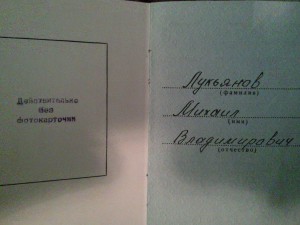 Действительно
без
фотокарточки
Лукьянов
(фамилия)
Михаил
(имя)
Владимирович
(отчество)